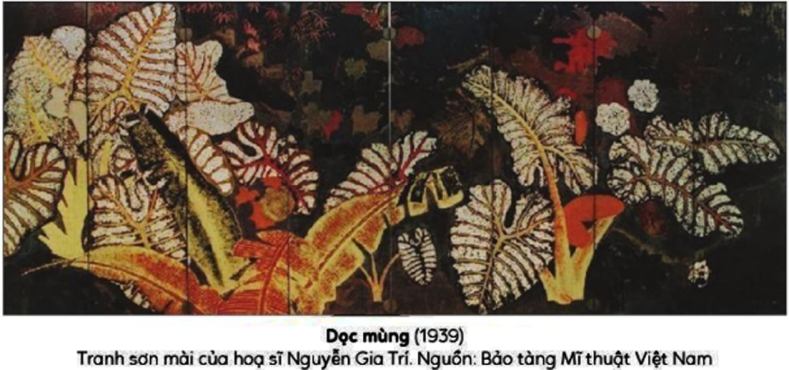 Dọc mùng (1939)
Tranh sơn mài của hoạ sĩ Nguyễn Gia Trí. Nguồn: Bảo tàng Mĩ thuật Việt Nam